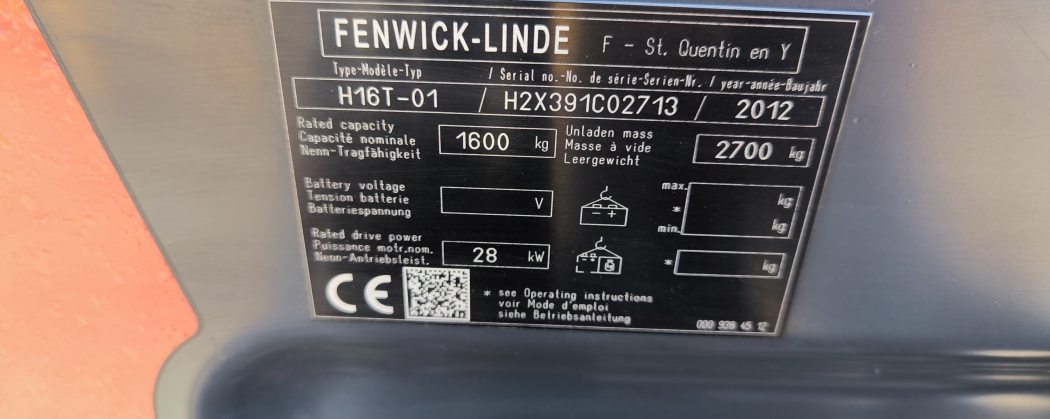 FENWICK-LINDE F - St. Quentin en Y
Type-Modèle-Typ / Serial no.-No. de série-Serien-Nr. / year-année-Baujahr
H16T-01 / H2X391C02713 / 2012
Rated capacity
Capacité nominale
Nenn-Tragfähigkeit
1600 kg
Unladen mass
Masse à vide
Leergewicht
2700 kg
Battery voltage
Tension batterie
Batteriespannung
V
max. kg
*
min. kg
Rated drive power
Puissance motr.nom.
Nenn-Antriebsleist.
28 kW
* kg
CE
* see Operating instructions
voir Mode d'emploi
siehe Betriebsanleitung
000 938 45 12